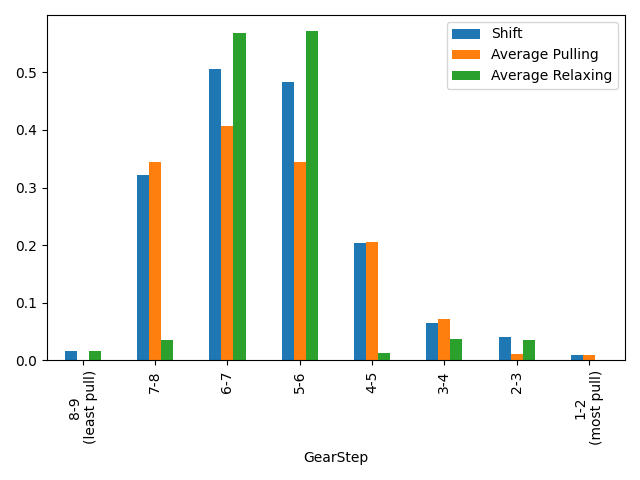 Shift
Average Pulling
Average Relaxing
0.5
0.4
0.3
0.2
0.1
0.0
8-9
(least pull)
7-8
6-7
5-6
4-5
3-4
2-3
1-2
(most pull)
GearStep